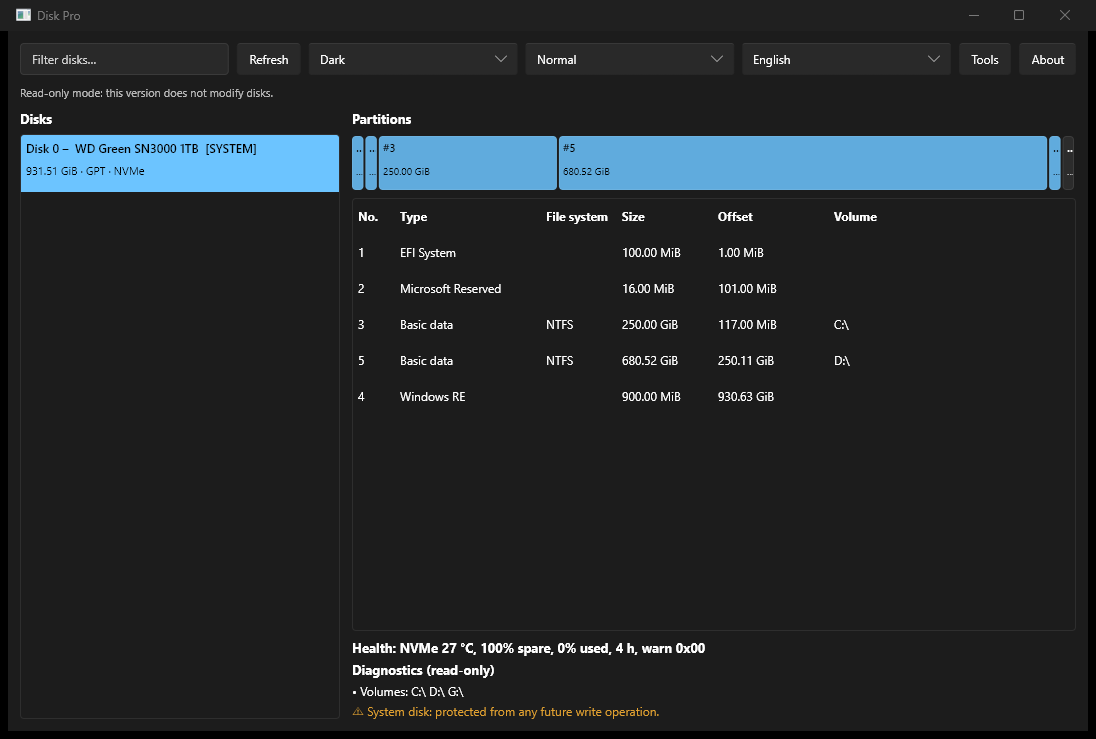 Disk Pro
Filter disks... Refresh Dark Normal English Tools About
Read-only mode: this version does not modify disks.
Disks
Disk 0 – WD Green SN3000 1TB [SYSTEM]
931.51 GiB · GPT · NVMe
Partitions
.. .. #3 #5 .. ..
... ... 250.00 GiB 680.52 GiB ... ...
No. Type File system Size Offset Volume
1 EFI System 100.00 MiB 1.00 MiB
2 Microsoft Reserved 16.00 MiB 101.00 MiB
3 Basic data NTFS 250.00 GiB 117.00 MiB C:\
5 Basic data NTFS 680.52 GiB 250.11 GiB D:\
4 Windows RE 900.00 MiB 930.63 GiB
Health: NVMe 27 °C, 100% spare, 0% used, 4 h, warn 0x00
Diagnostics (read-only)
• Volumes: C:\ D:\ G:\
⚠ System disk: protected from any future write operation.